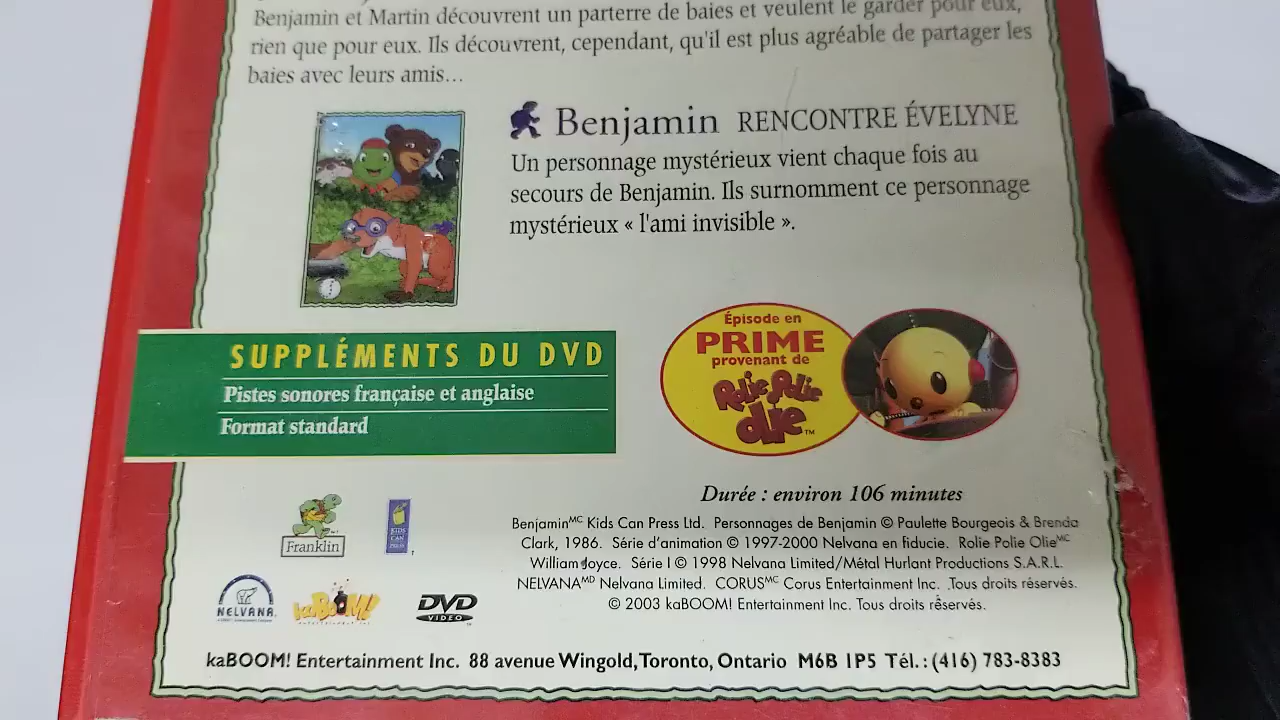 Benjamin et Martin découvrent un parterre de baies et veulent le garder pour eux,
rien que pour eux. Ils découvrent, cependant, qu'il est plus agréable de partager les
baies avec leurs amis...
Benjamin RENCONTRE ÉVELYNE
Un personnage mystérieux vient chaque fois au
secours de Benjamin. Ils surnomment ce personnage
mystérieux « l'ami invisible ».
SUPPLÉMENTS DU DVD
Pistes sonores française et anglaise
Format standard
Épisode en
PRIME
provenant de
Rolie Polie
Olie™
Durée : environ 106 minutes
Benjaminᴹᶜ Kids Can Press Ltd. Personnages de Benjamin © Paulette Bourgeois & Brenda
Clark, 1986. Série d'animation © 1997-2000 Nelvana en fiducie. Rolie Polie Olieᴹᶜ
William Joyce. Série I © 1998 Nelvana Limited/Métal Hurlant Productions S.A.R.L.
NELVANAᴹᴰ Nelvana Limited. CORUSᴹᶜ Corus Entertainment Inc. Tous droits réservés.
© 2003 kaBOOM! Entertainment Inc. Tous droits réservés.
Franklin
KIDS
CAN
PRESS
NELVANA
kaBOOM!
DVD
VIDEO
kaBOOM! Entertainment Inc. 88 avenue Wingold, Toronto, Ontario M6B 1P5 Tél.: (416) 783-8383